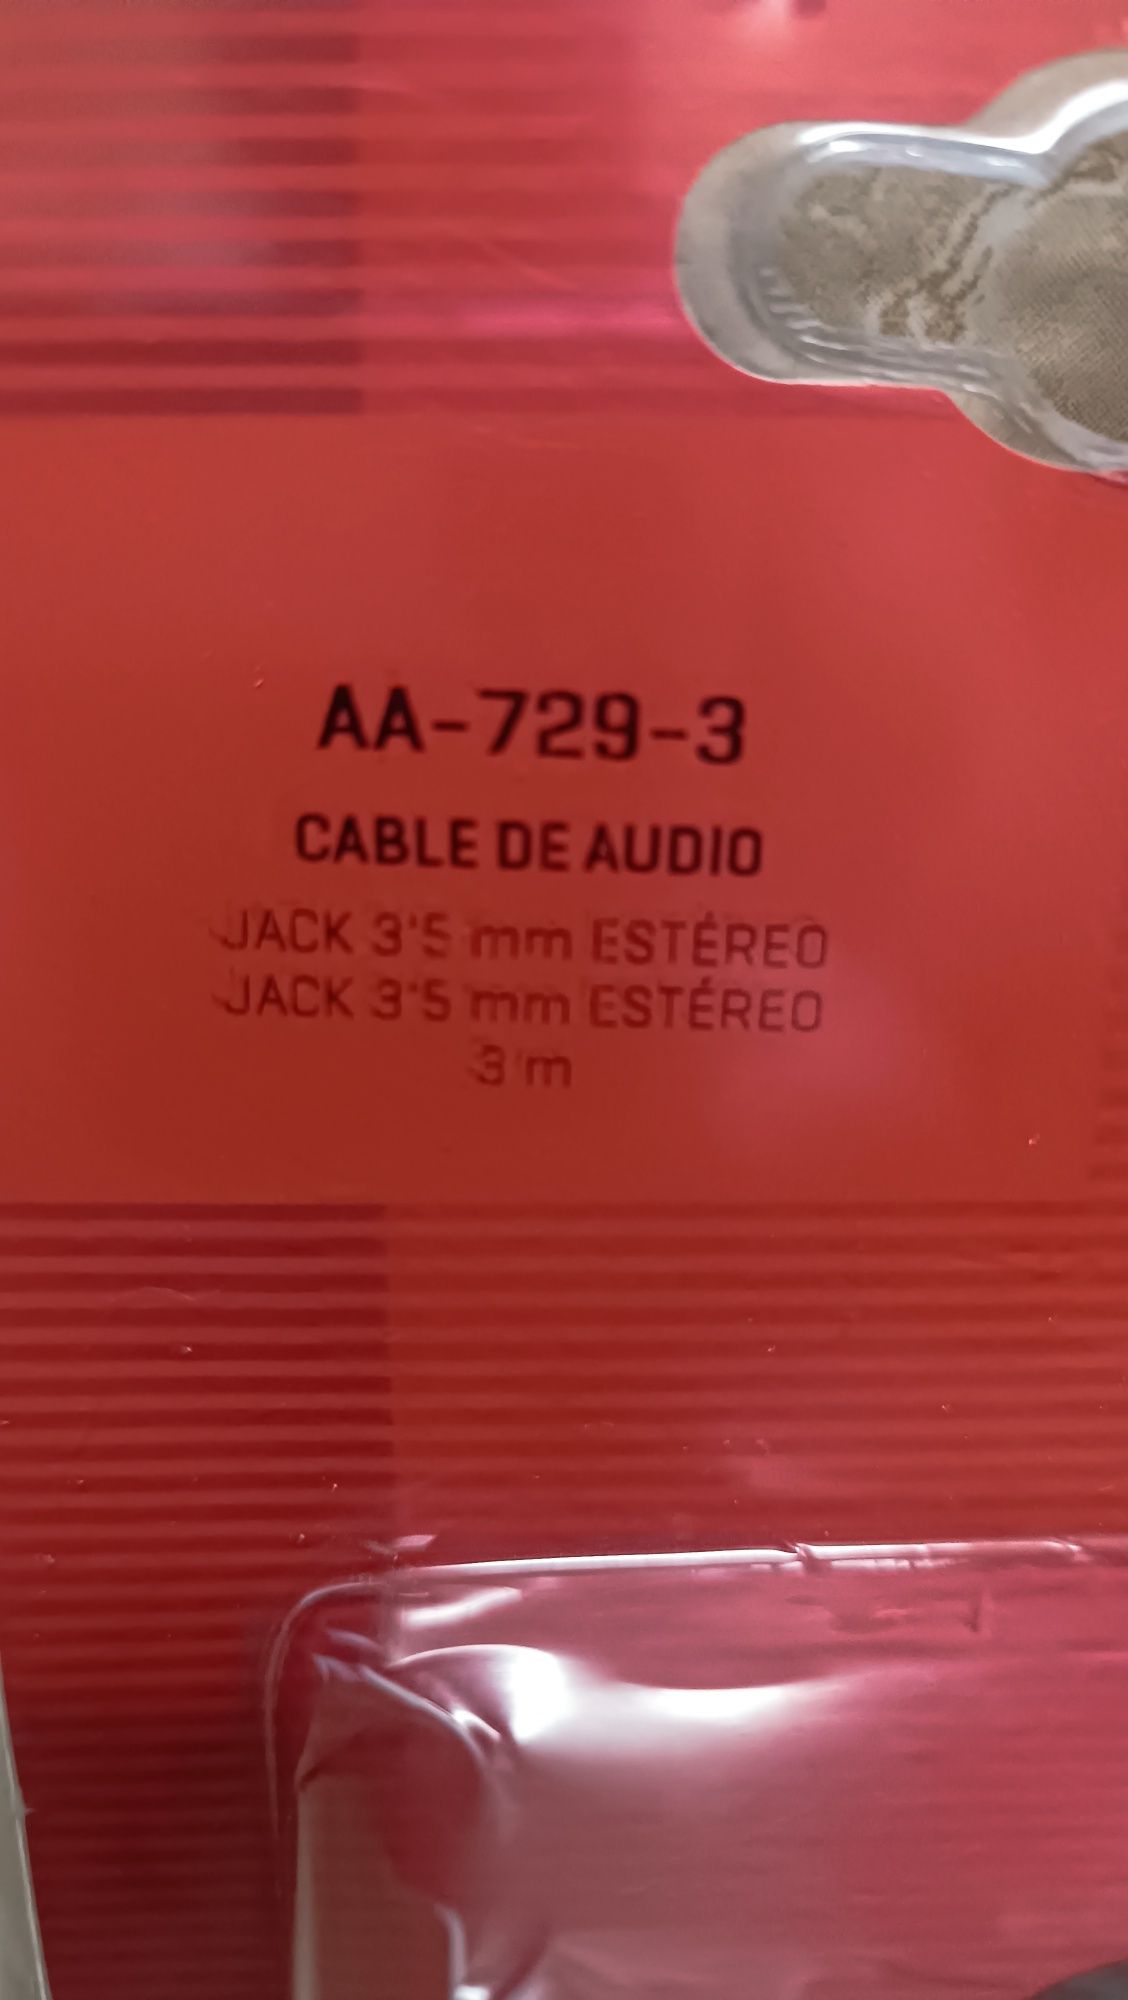 AA-729-3
CABLE DE AUDIO
JACK 3'5 mm ESTÉREO
JACK 3'5 mm ESTÉREO
3 m